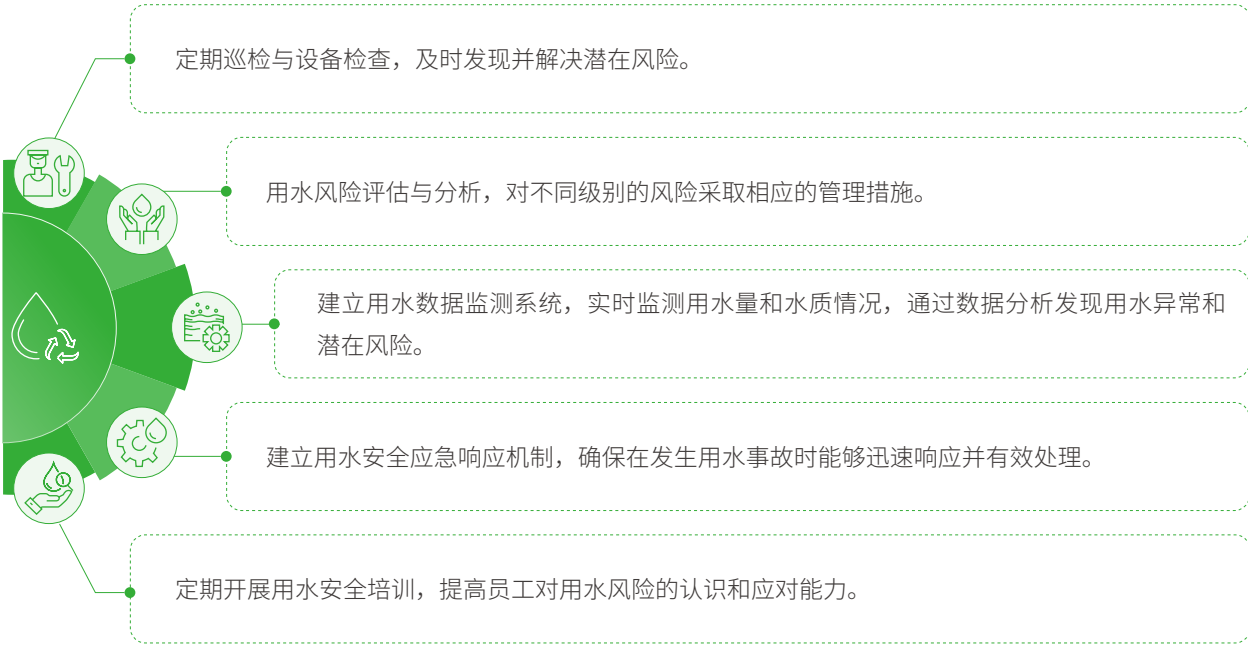 定期巡检与设备检查，及时发现并解决潜在风险。
用水风险评估与分析，对不同级别的风险采取相应的管理措施。
建立用水数据监测系统，实时监测用水量和水质情况，通过数据分析发现用水异常和
潜在风险。
建立用水安全应急响应机制，确保在发生用水事故时能够迅速响应并有效处理。
定期开展用水安全培训，提高员工对用水风险的认识和应对能力。